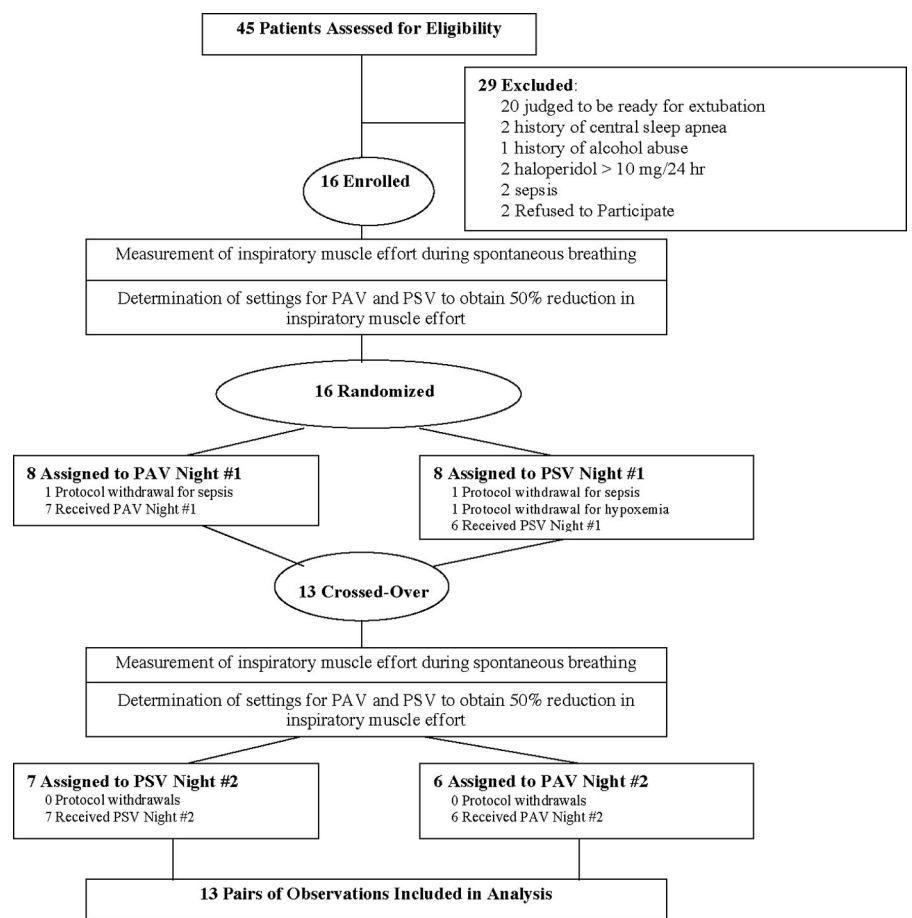 45 Patients Assessed for Eligibility
29 Excluded:
20 judged to be ready for extubation
2 history of central sleep apnea
1 history of alcohol abuse
2 haloperidol > 10 mg/24 hr
2 sepsis
2 Refused to Participate
16 Enrolled
Measurement of inspiratory muscle effort during spontaneous breathing
Determination of settings for PAV and PSV to obtain 50% reduction in
inspiratory muscle effort
16 Randomized
8 Assigned to PAV Night #1
1 Protocol withdrawal for sepsis
7 Received PAV Night #1
8 Assigned to PSV Night #1
1 Protocol withdrawal for sepsis
1 Protocol withdrawal for hypoxemia
6 Received PSV Night #1
13 Crossed-Over
Measurement of inspiratory muscle effort during spontaneous breathing
Determination of settings for PAV and PSV to obtain 50% reduction in
inspiratory muscle effort
7 Assigned to PSV Night #2
0 Protocol withdrawals
7 Received PSV Night #2
6 Assigned to PAV Night #2
0 Protocol withdrawals
6 Received PAV Night #2
13 Pairs of Observations Included in Analysis